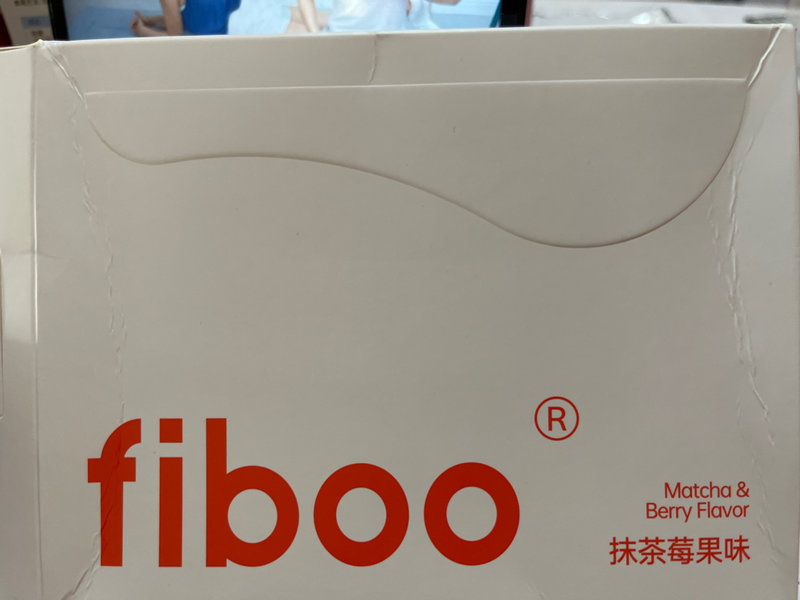 fiboo®
Matcha &
Berry Flavor
抹茶莓果味